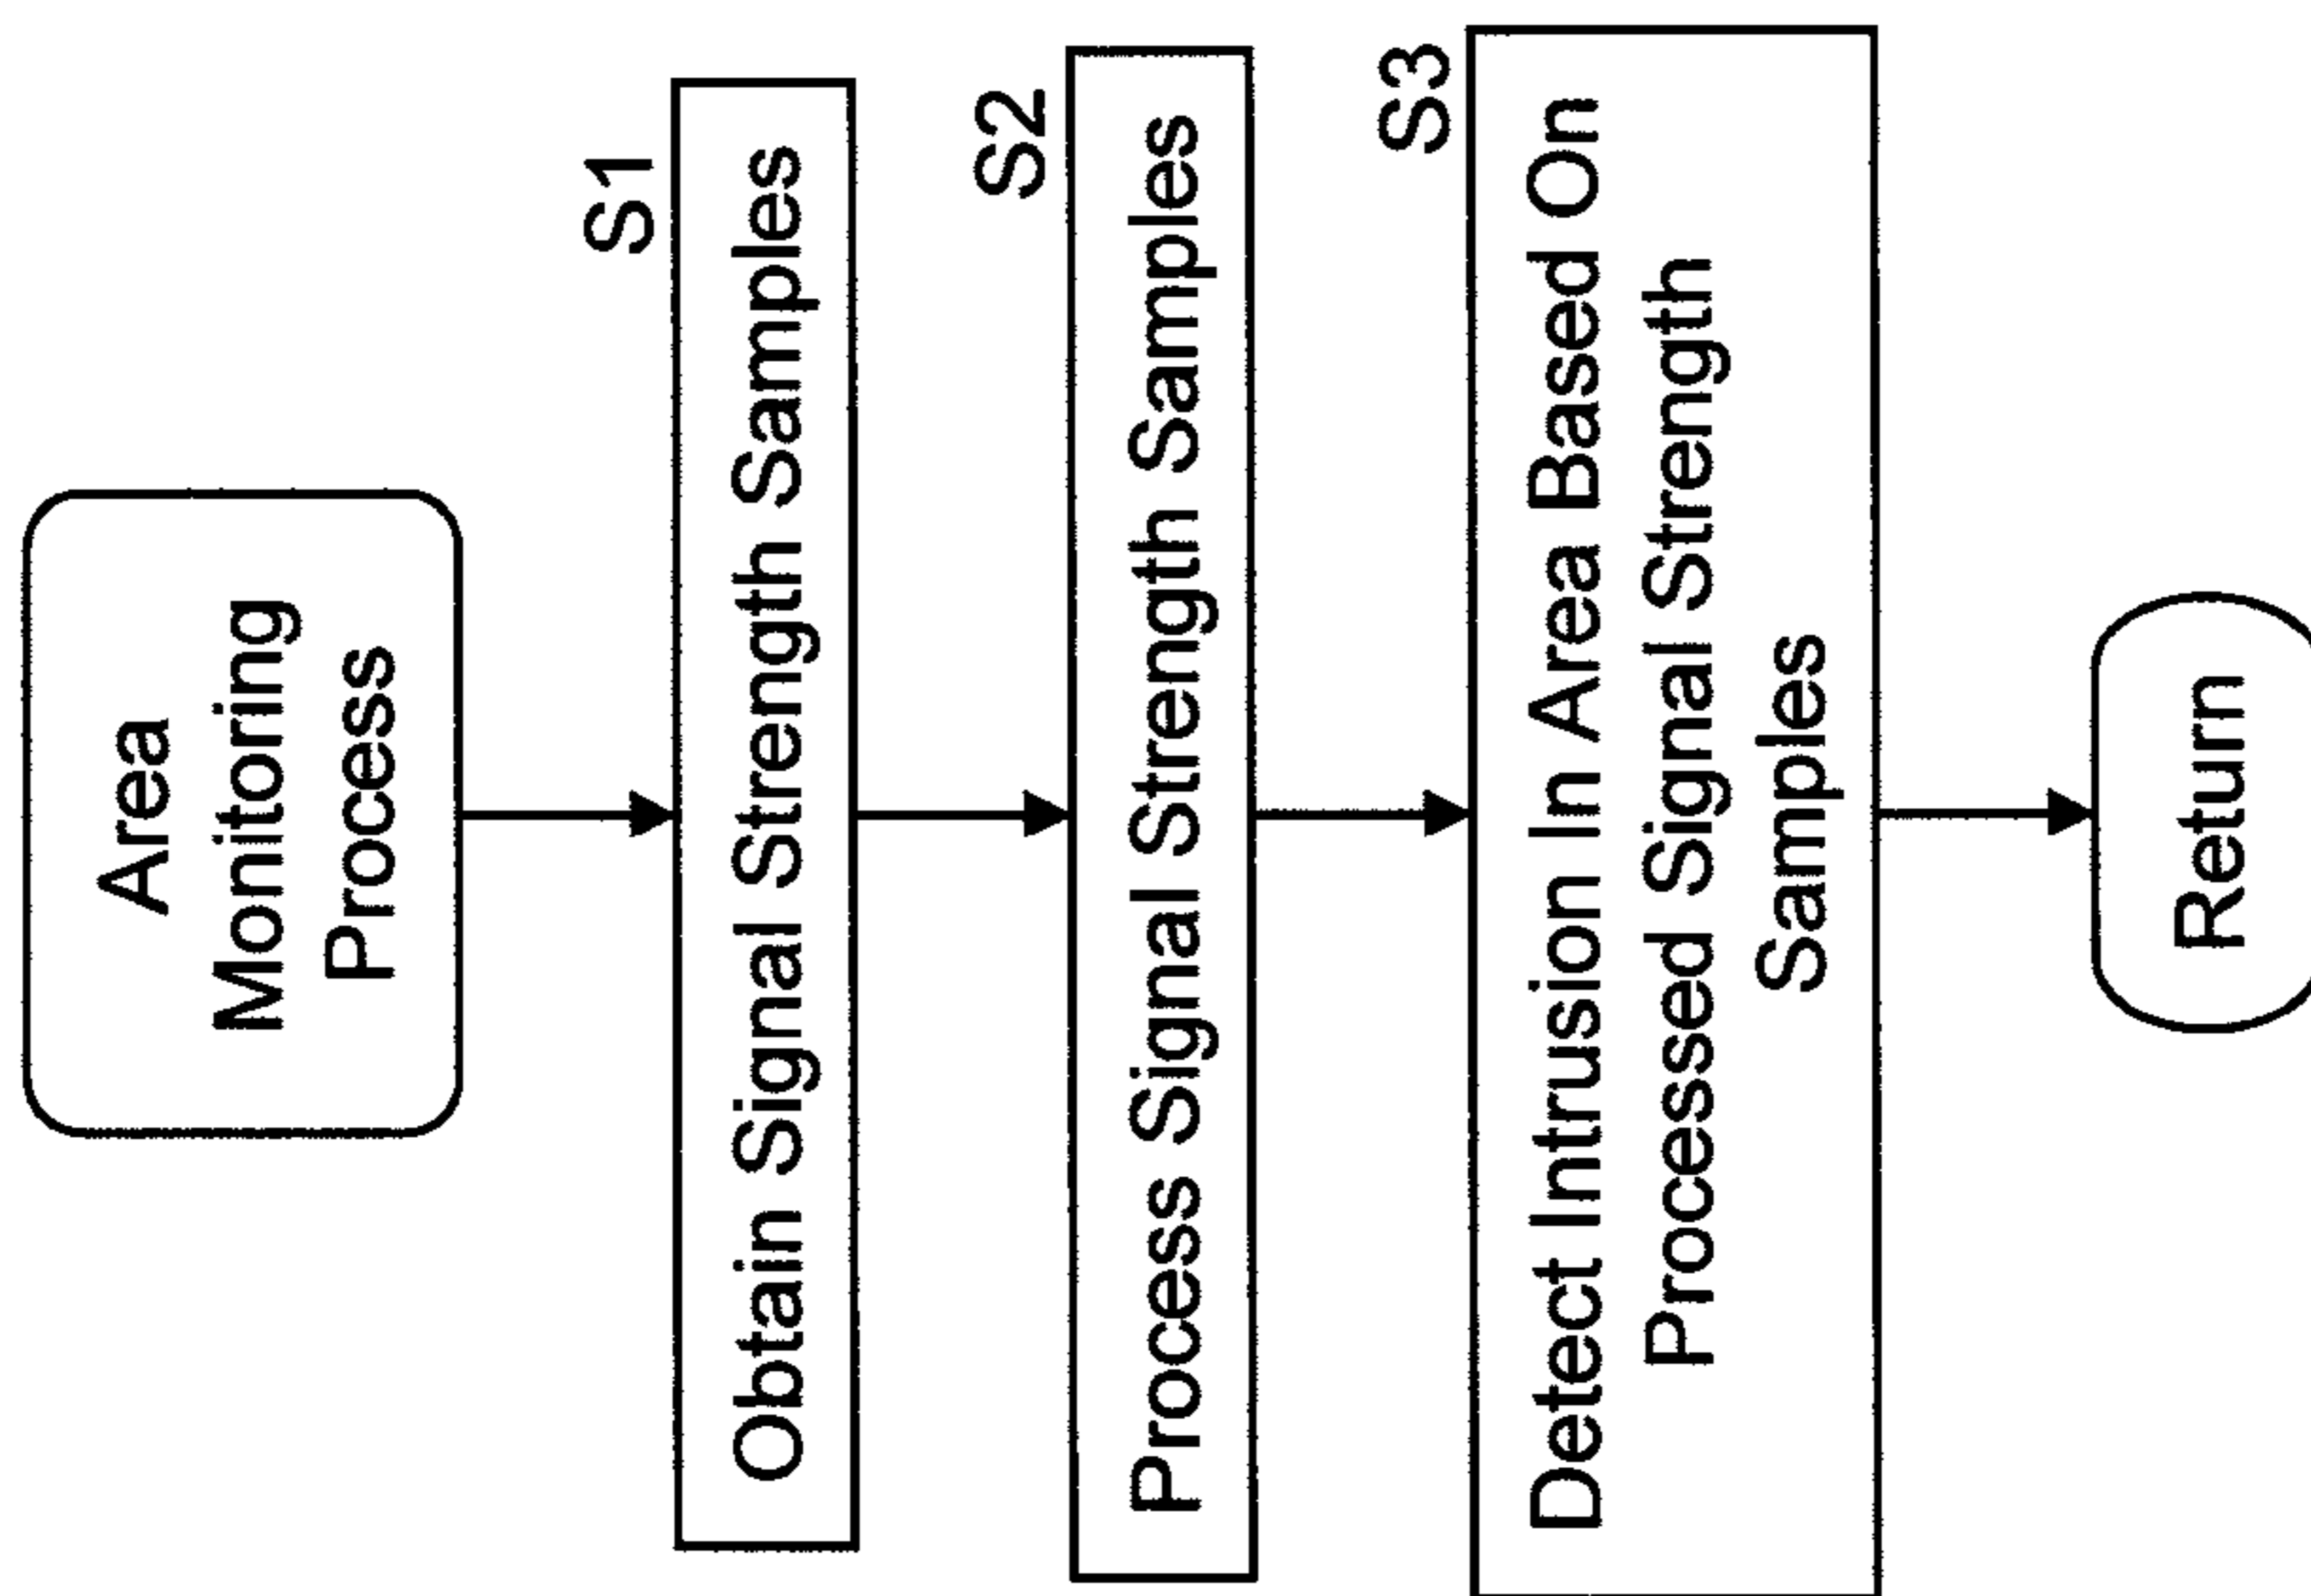 Area
Monitoring
Process
S1
Obtain Signal Strength Samples
S2
Process Signal Strength Samples
S3
Detect Intrusion In Area Based On
Processed Signal Strength
Samples
Return